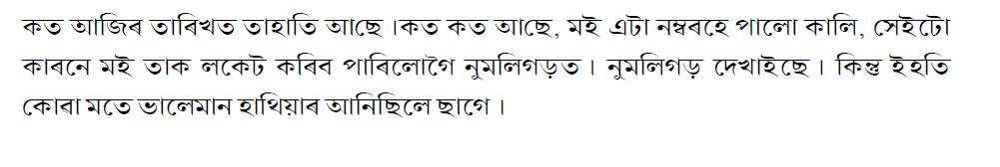 কত আজিৰ তাৰিখত তাহাতি আছে ।কত কত আছে, মই এটা নম্বৰহে পালো কালি, সেইটো
কাৰনে মই তাক লকেট কৰিব পাৰিলোগৈ নুমলিগড়ত। নুমলিগড় দেখাইছে। কিন্তু ইহতি
কোৱা মতে ভালেমান হাথিয়াৰ আনিছিলে ছাগে।